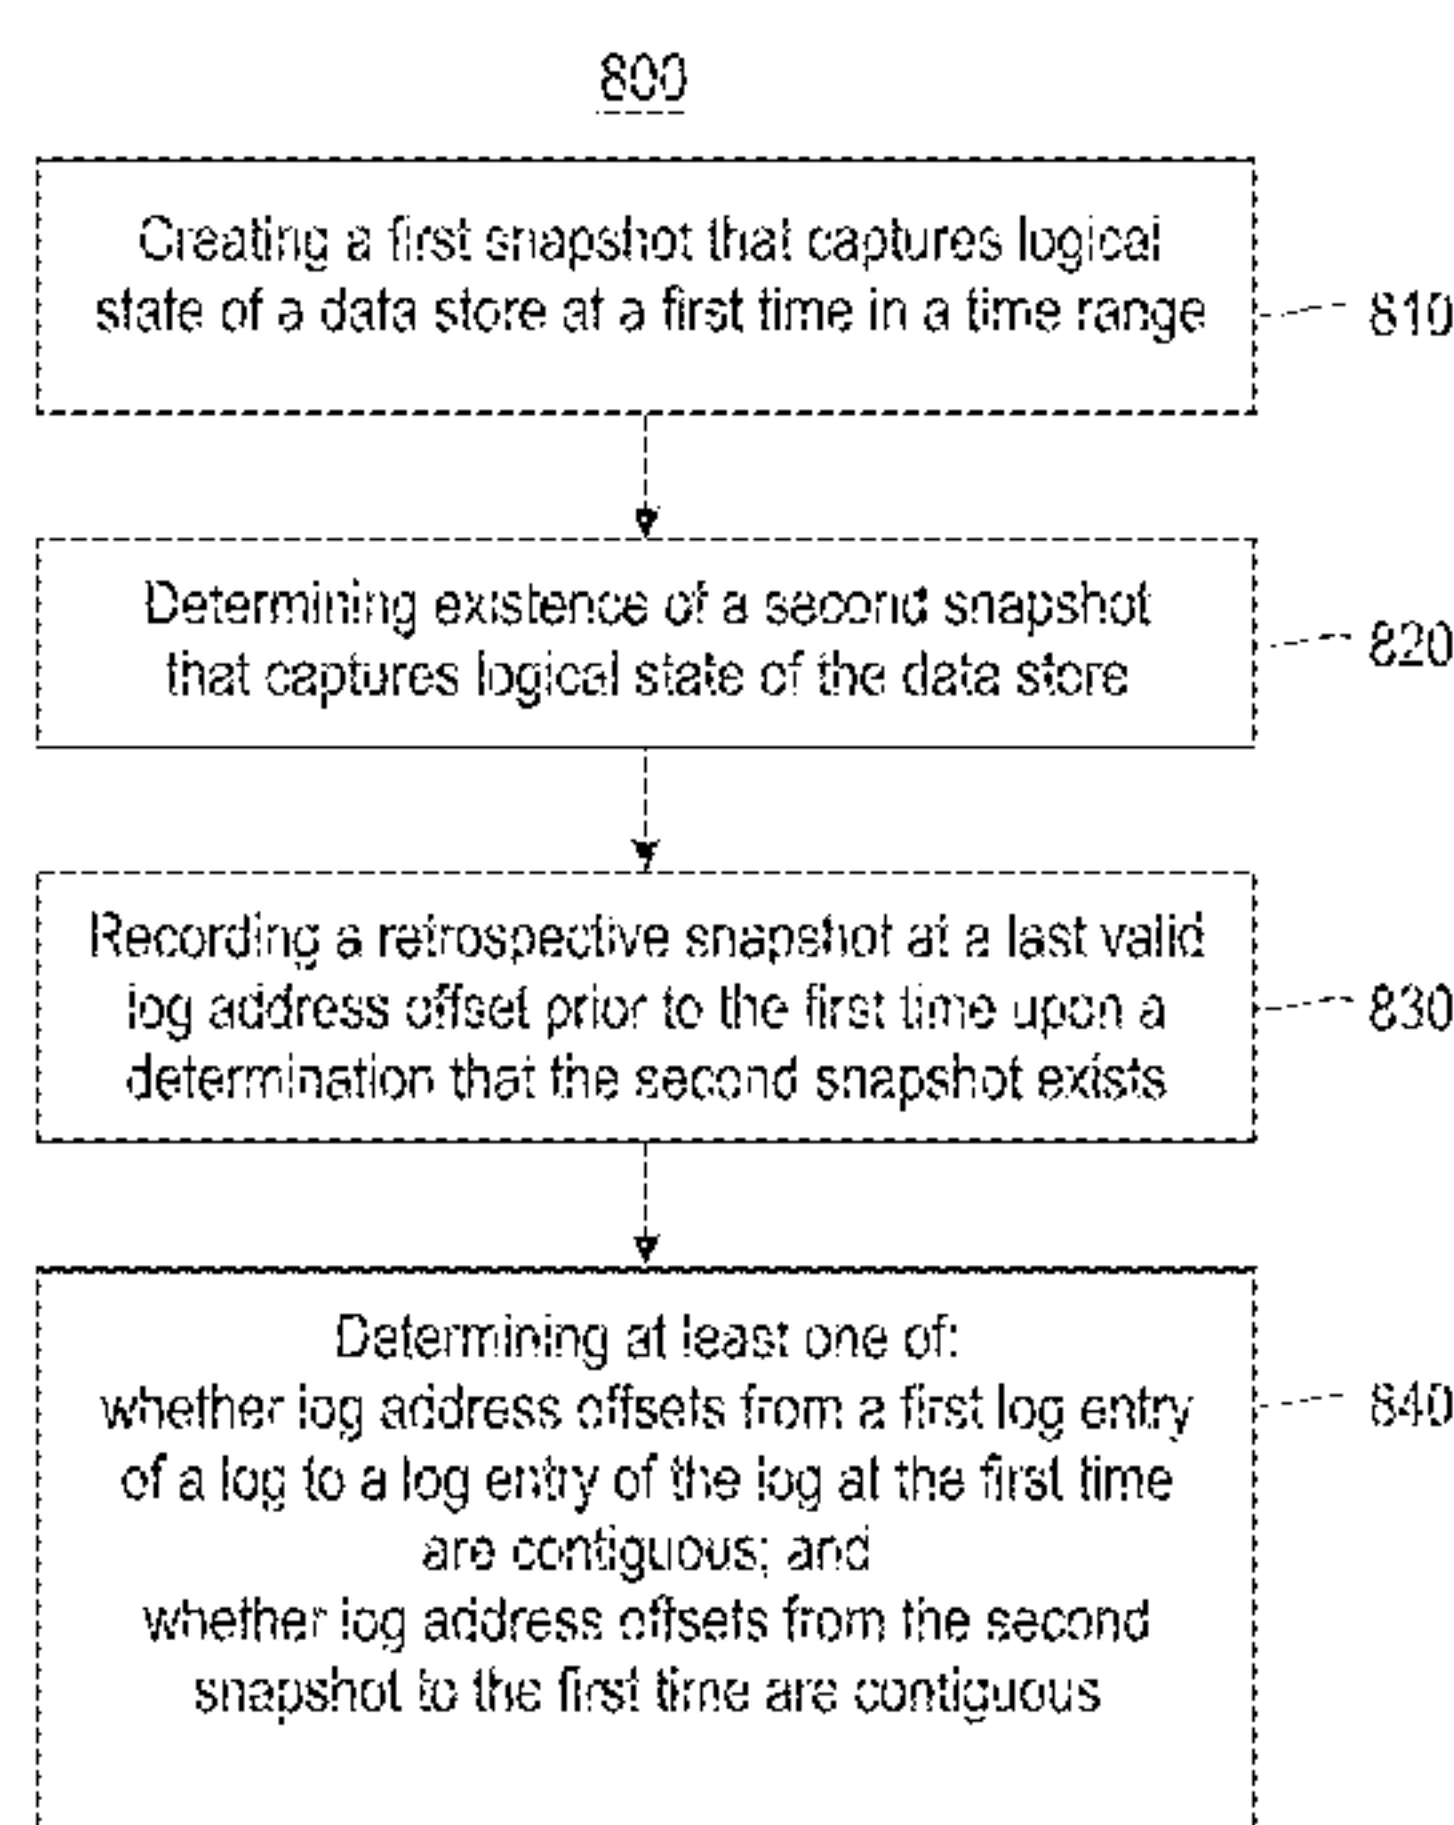 800
Creating a first snapshot that captures logical
state of a data store at a first time in a time range
810
Determining existence of a second snapshot
that captures logical state of the data store
820
Recording a retrospective snapshot at a last valid
log address offset prior to the first time upon a
determination that the second snapshot exists
830
Determining at least one of:
whether log address offsets from a first log entry
of a log to a log entry of the log at the first time
are contiguous; and
whether log address offsets from the second
snapshot to the first time are contiguous
840